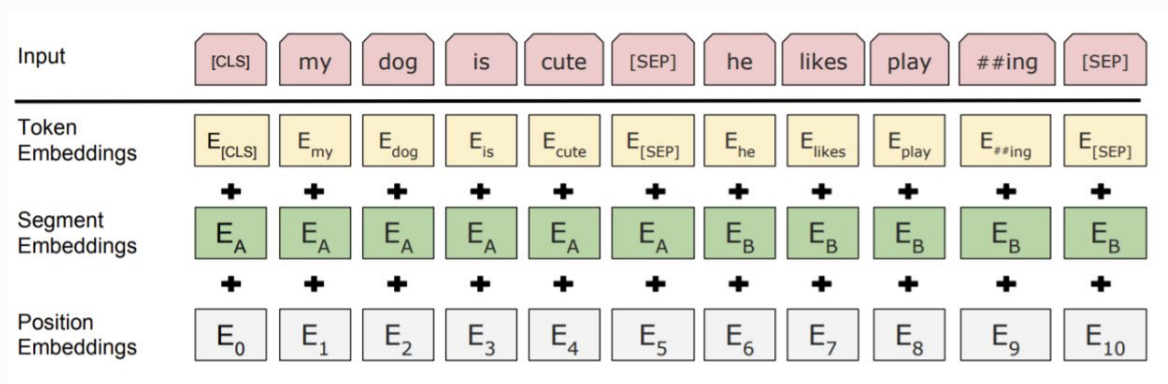 Input [CLS] my dog is cute [SEP] he likes play ##ing [SEP]
Token Embeddings E[CLS] Emy Edog Eis Ecute E[SEP] Ehe Elikes Eplay E##ing E[SEP]
+ + + + + + + + + + +
Segment Embeddings EA EA EA EA EA EA EB EB EB EB EB
+ + + + + + + + + + +
Position Embeddings E0 E1 E2 E3 E4 E5 E6 E7 E8 E9 E10